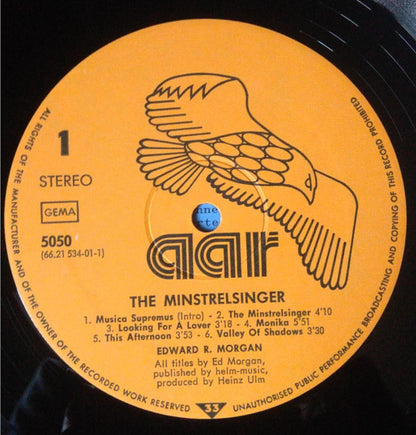 1
STEREO
GEMA
5050
(66.21 534-01-1)
aar
THE MINSTRELSINGER
1. Musica Supremus (Intro) - 2. The Minstrelsinger 4'10
3. Looking For A Lover 3'18 - 4. Monika 5'51
5. This Afternoon 3'53 - 6. Valley Of Shadows 3'30
EDWARD R. MORGAN
All titles by Ed Morgan,
published by helm-music,
produced by Heinz Ulm
ALL RIGHTS OF THE MANUFACTURER AND OF THE OWNER OF THE RECORDED WORK RESERVED
33
UNAUTHORISED PUBLIC PERFORMANCE BROADCASTING AND COPYING OF THIS RECORD PROHIBITED